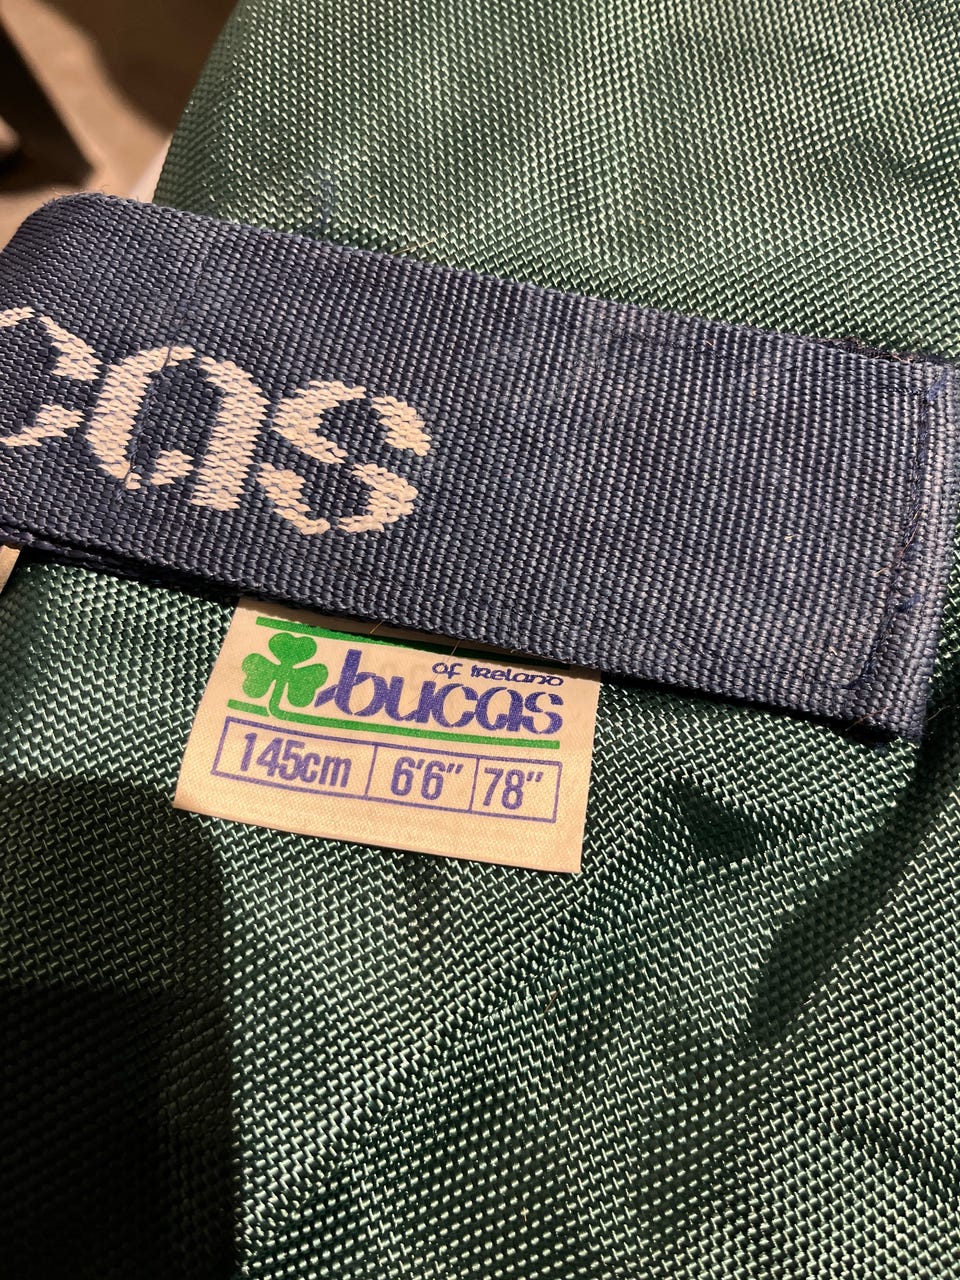 cas
of ireland
bucas
145cm 6'6" 78"